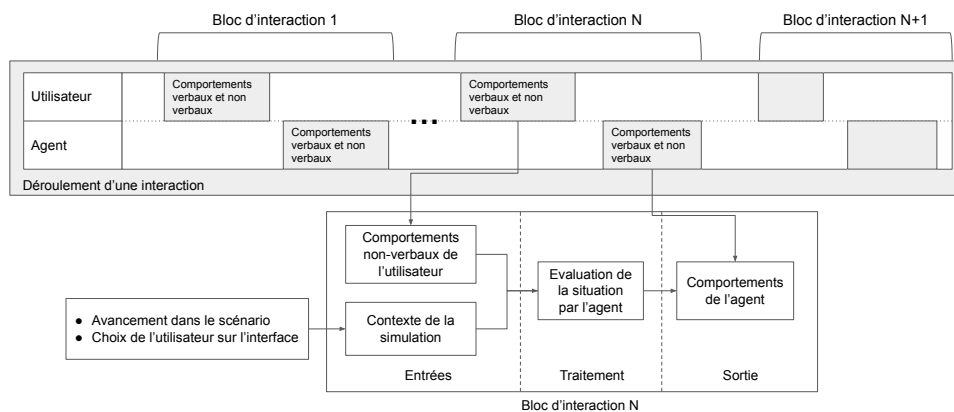 Bloc d’interaction 1
Bloc d’interaction N
Bloc d’interaction N+1
Utilisateur
Comportements
verbaux et non
verbaux
Comportements
verbaux et non
verbaux
...
Agent
Comportements
verbaux et non
verbaux
Comportements
verbaux et non
verbaux
Déroulement d’une interaction
Comportements
non-verbaux de
l’utilisateur
Evaluation de
la situation
par l’agent
Comportements
de l’agent
● Avancement dans le scénario
● Choix de l’utilisateur sur l’interface
Contexte de la
simulation
Entrées
Traitement
Sortie
Bloc d’interaction N